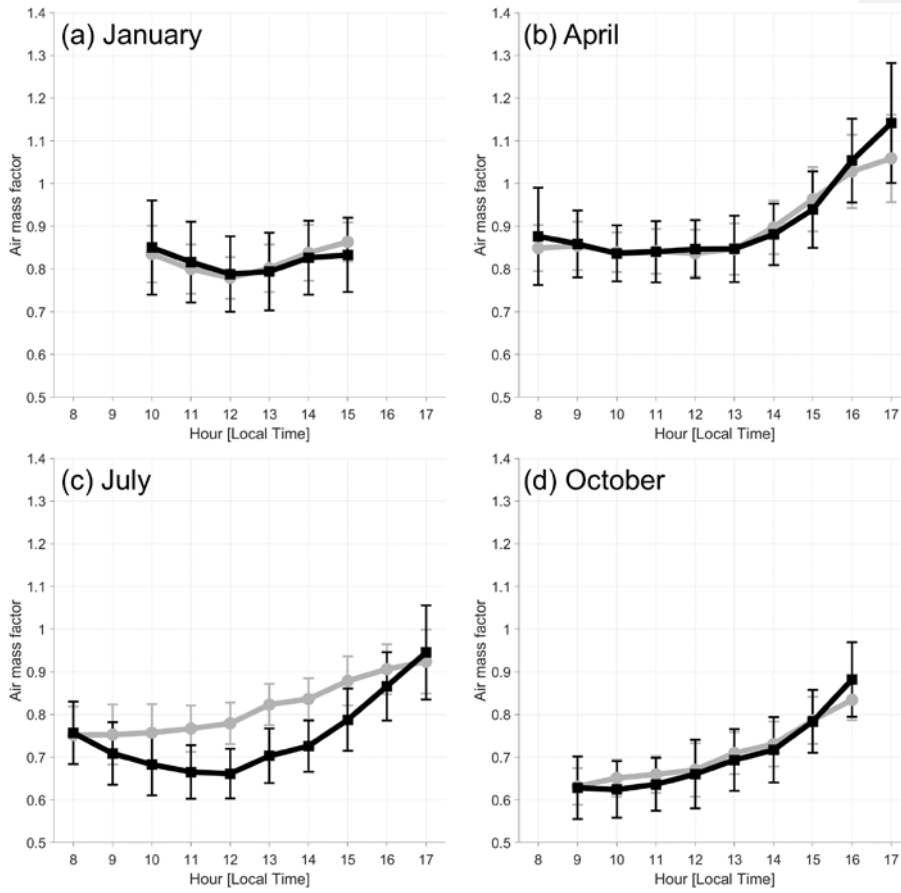 (a) January
1.4
1.3
1.2
1.1
1
0.9
0.8
0.7
0.6
0.5
Air mass factor
8 9 10 11 12 13 14 15 16 17
Hour [Local Time]
(b) April
1.4
1.3
1.2
1.1
1
0.9
0.8
0.7
0.6
0.5
Air mass factor
8 9 10 11 12 13 14 15 16 17
Hour [Local Time]
(c) July
1.4
1.3
1.2
1.1
1
0.9
0.8
0.7
0.6
0.5
Air mass factor
8 9 10 11 12 13 14 15 16 17
Hour [Local Time]
(d) October
1.4
1.3
1.2
1.1
1
0.9
0.8
0.7
0.6
0.5
Air mass factor
8 9 10 11 12 13 14 15 16 17
Hour [Local Time]